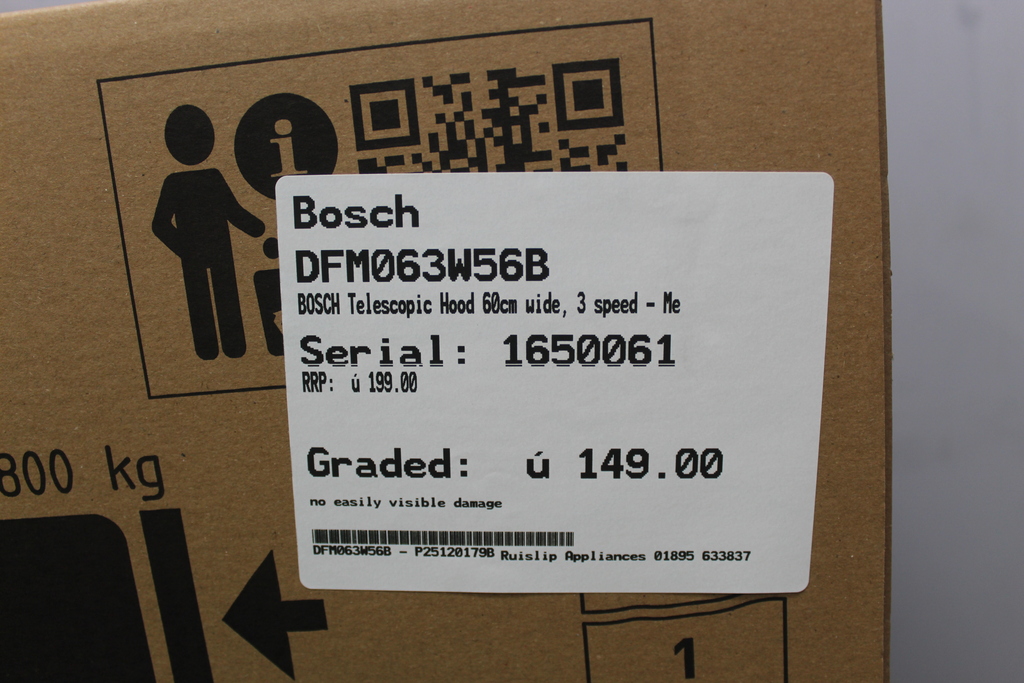 i
Bosch
DFM063W56B
BOSCH Telescopic Hood 60cm wide, 3 speed - Me
Serial: 1650061
RRP: ú 199.00
Graded: ú 149.00
no easily visible damage
DFM063W56B - P25120179B Ruislip Appliances 01895 633837
800 kg
1